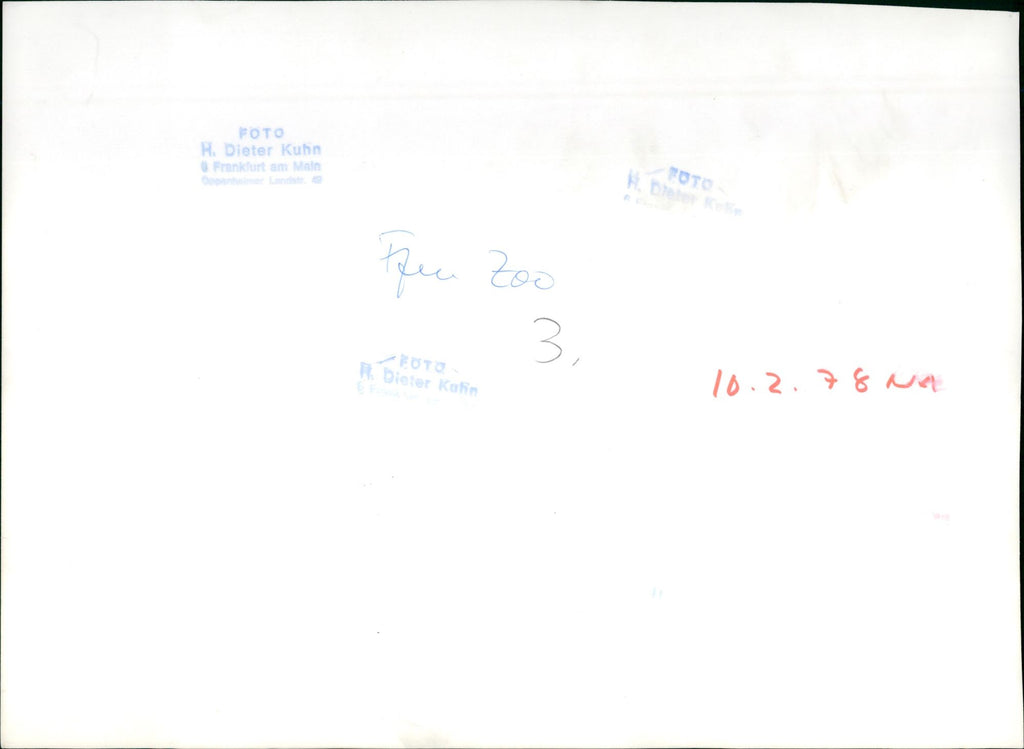 FOTO
H. Dieter Kuhn
6 Frankfurt am Main
Oppenheimer Landstr. 49
FOTO
H. Dieter Kuhn
Zoo
3,
FOTO
H. Dieter Kuhn
10.2.78 NA